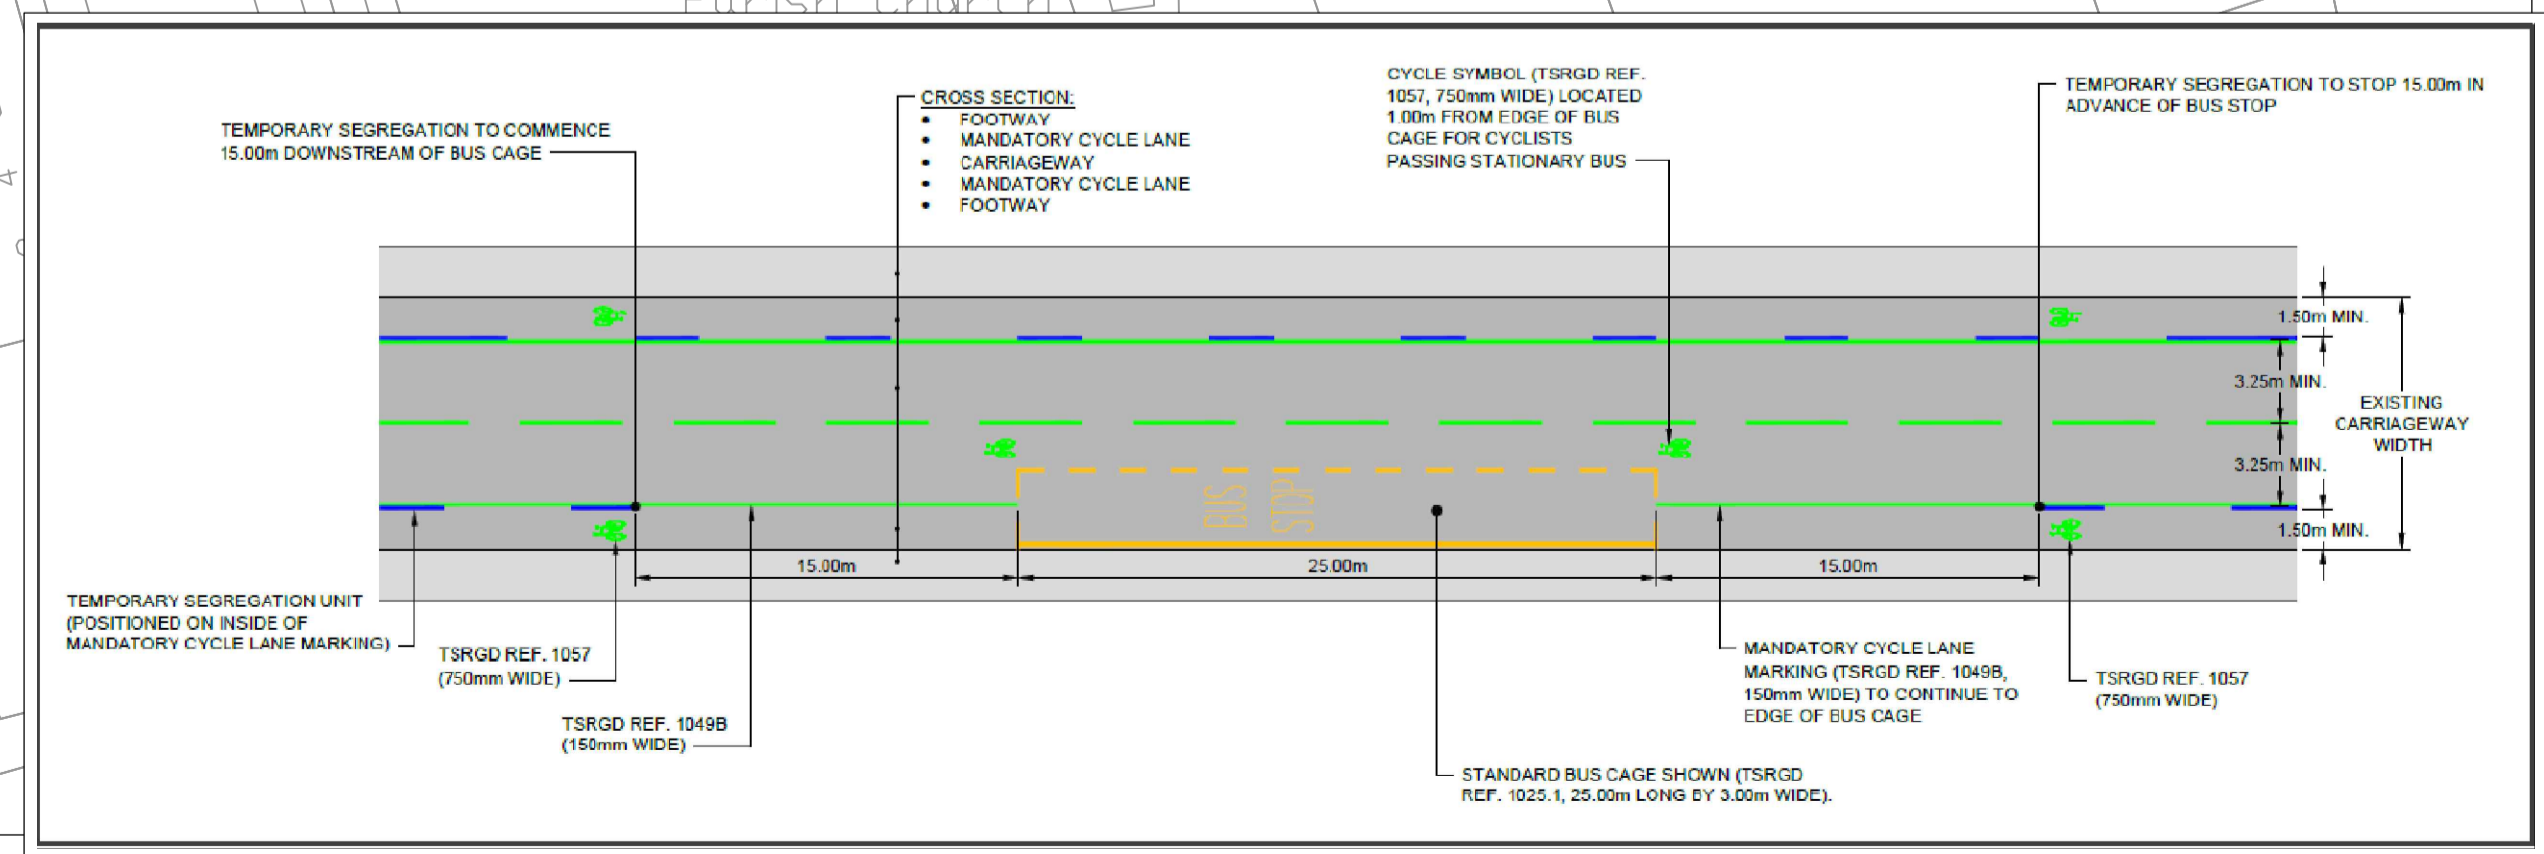 Parish Church
4
TEMPORARY SEGREGATION TO COMMENCE
15.00m DOWNSTREAM OF BUS CAGE
CROSS SECTION:
• FOOTWAY
• MANDATORY CYCLE LANE
• CARRIAGEWAY
• MANDATORY CYCLE LANE
• FOOTWAY
CYCLE SYMBOL (TSRGD REF.
1057, 750mm WIDE) LOCATED
1.00m FROM EDGE OF BUS
CAGE FOR CYCLISTS
PASSING STATIONARY BUS
TEMPORARY SEGREGATION TO STOP 15.00m IN
ADVANCE OF BUS STOP
1.50m MIN.
3.25m MIN.
EXISTING
CARRIAGEWAY
WIDTH
3.25m MIN.
1.50m MIN.
BUS
STOP
15.00m
25.00m
15.00m
TEMPORARY SEGREGATION UNIT
(POSITIONED ON INSIDE OF
MANDATORY CYCLE LANE MARKING)
TSRGD REF. 1057
(750mm WIDE)
TSRGD REF. 1049B
(150mm WIDE)
MANDATORY CYCLE LANE
MARKING (TSRGD REF. 1049B,
150mm WIDE) TO CONTINUE TO
EDGE OF BUS CAGE
TSRGD REF. 1057
(750mm WIDE)
STANDARD BUS CAGE SHOWN (TSRGD
REF. 1025.1, 25.00m LONG BY 3.00m WIDE).